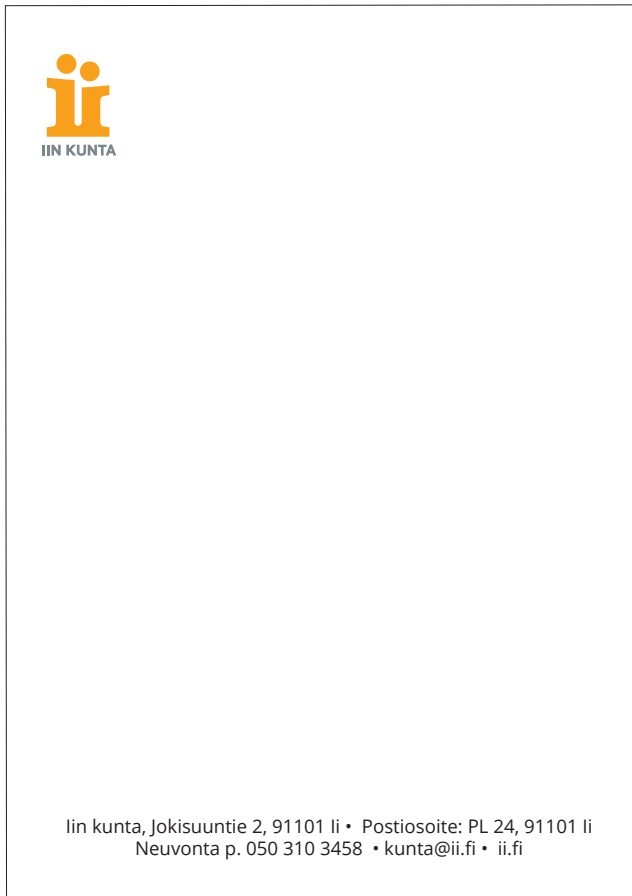 IIN KUNTA
Iin kunta, Jokisuuntie 2, 91101 Ii • Postiosoite: PL 24, 91101 Ii
Neuvonta p. 050 310 3458 • kunta@ii.fi • ii.fi